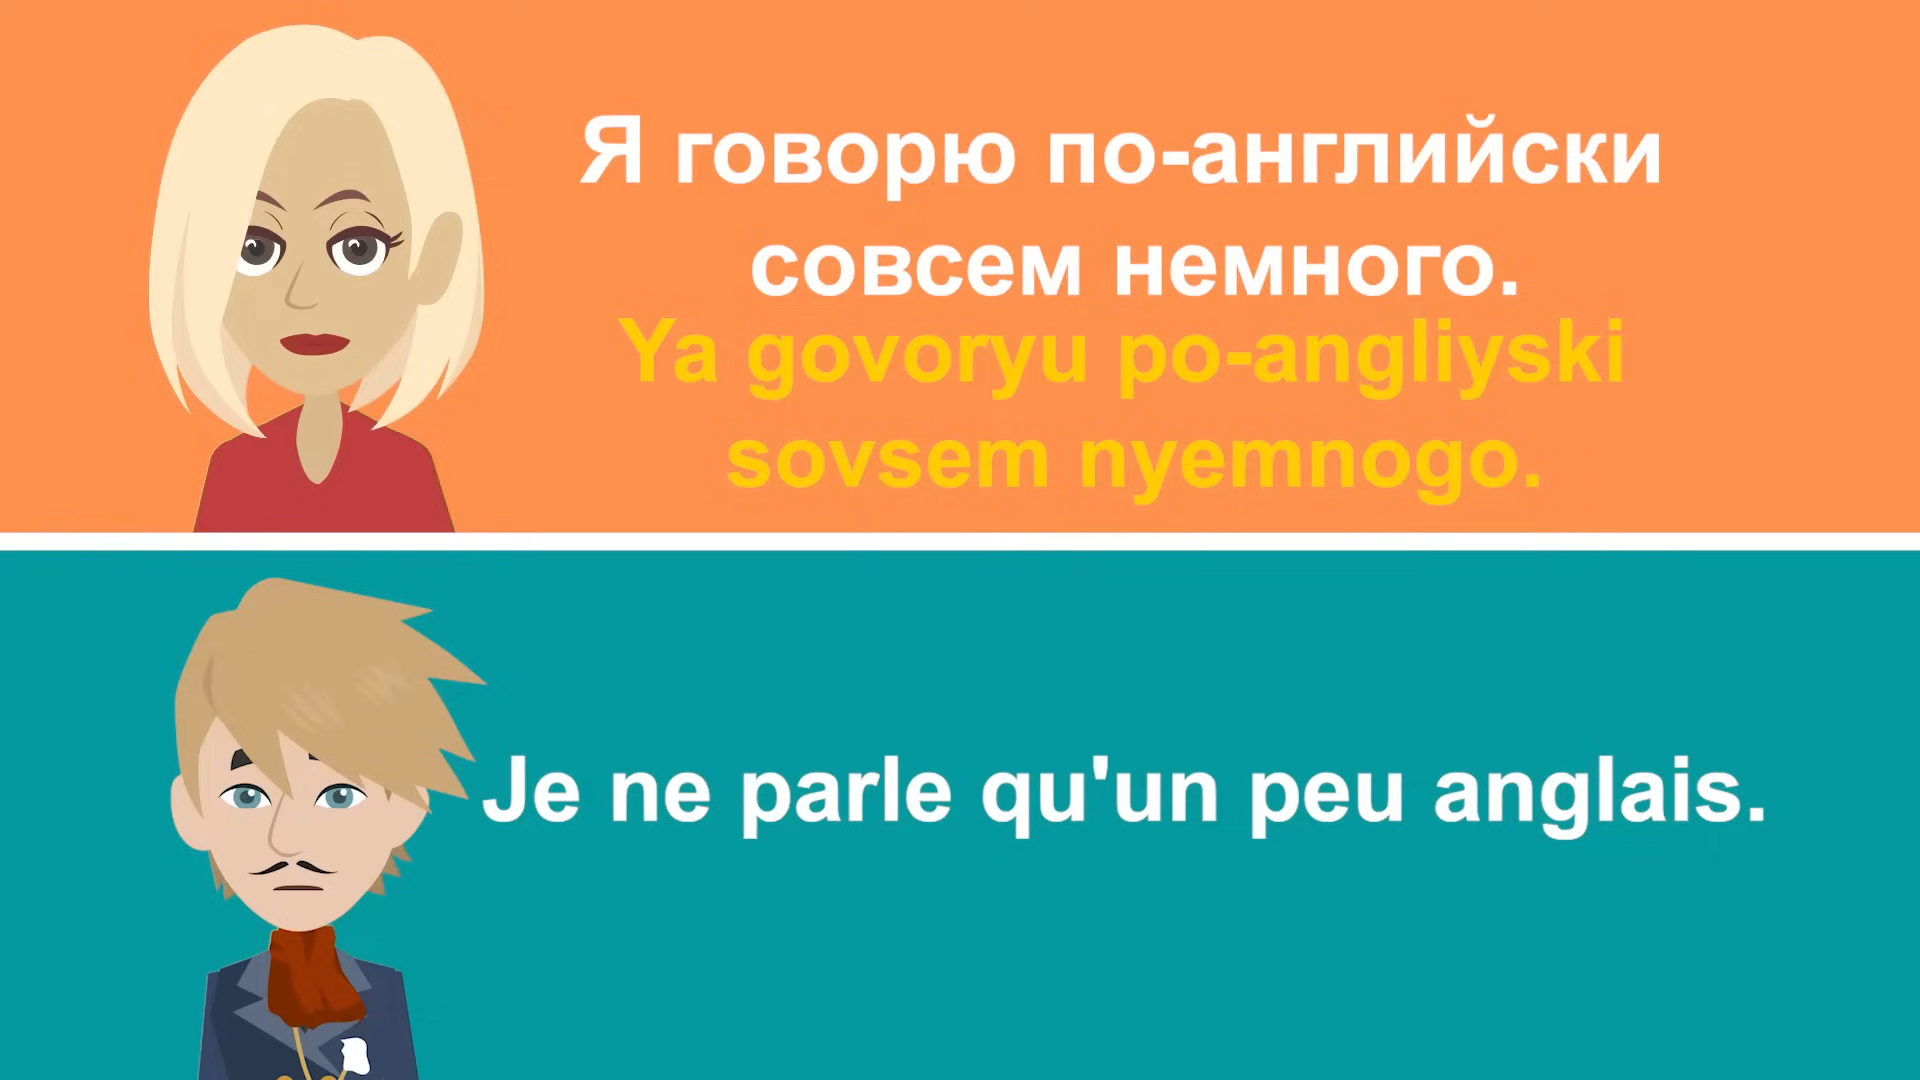 Я говорю по-английски
совсем немного.
Ya govoryu po-angliyski
sovsem nyemnogo.
Je ne parle qu'un peu anglais.